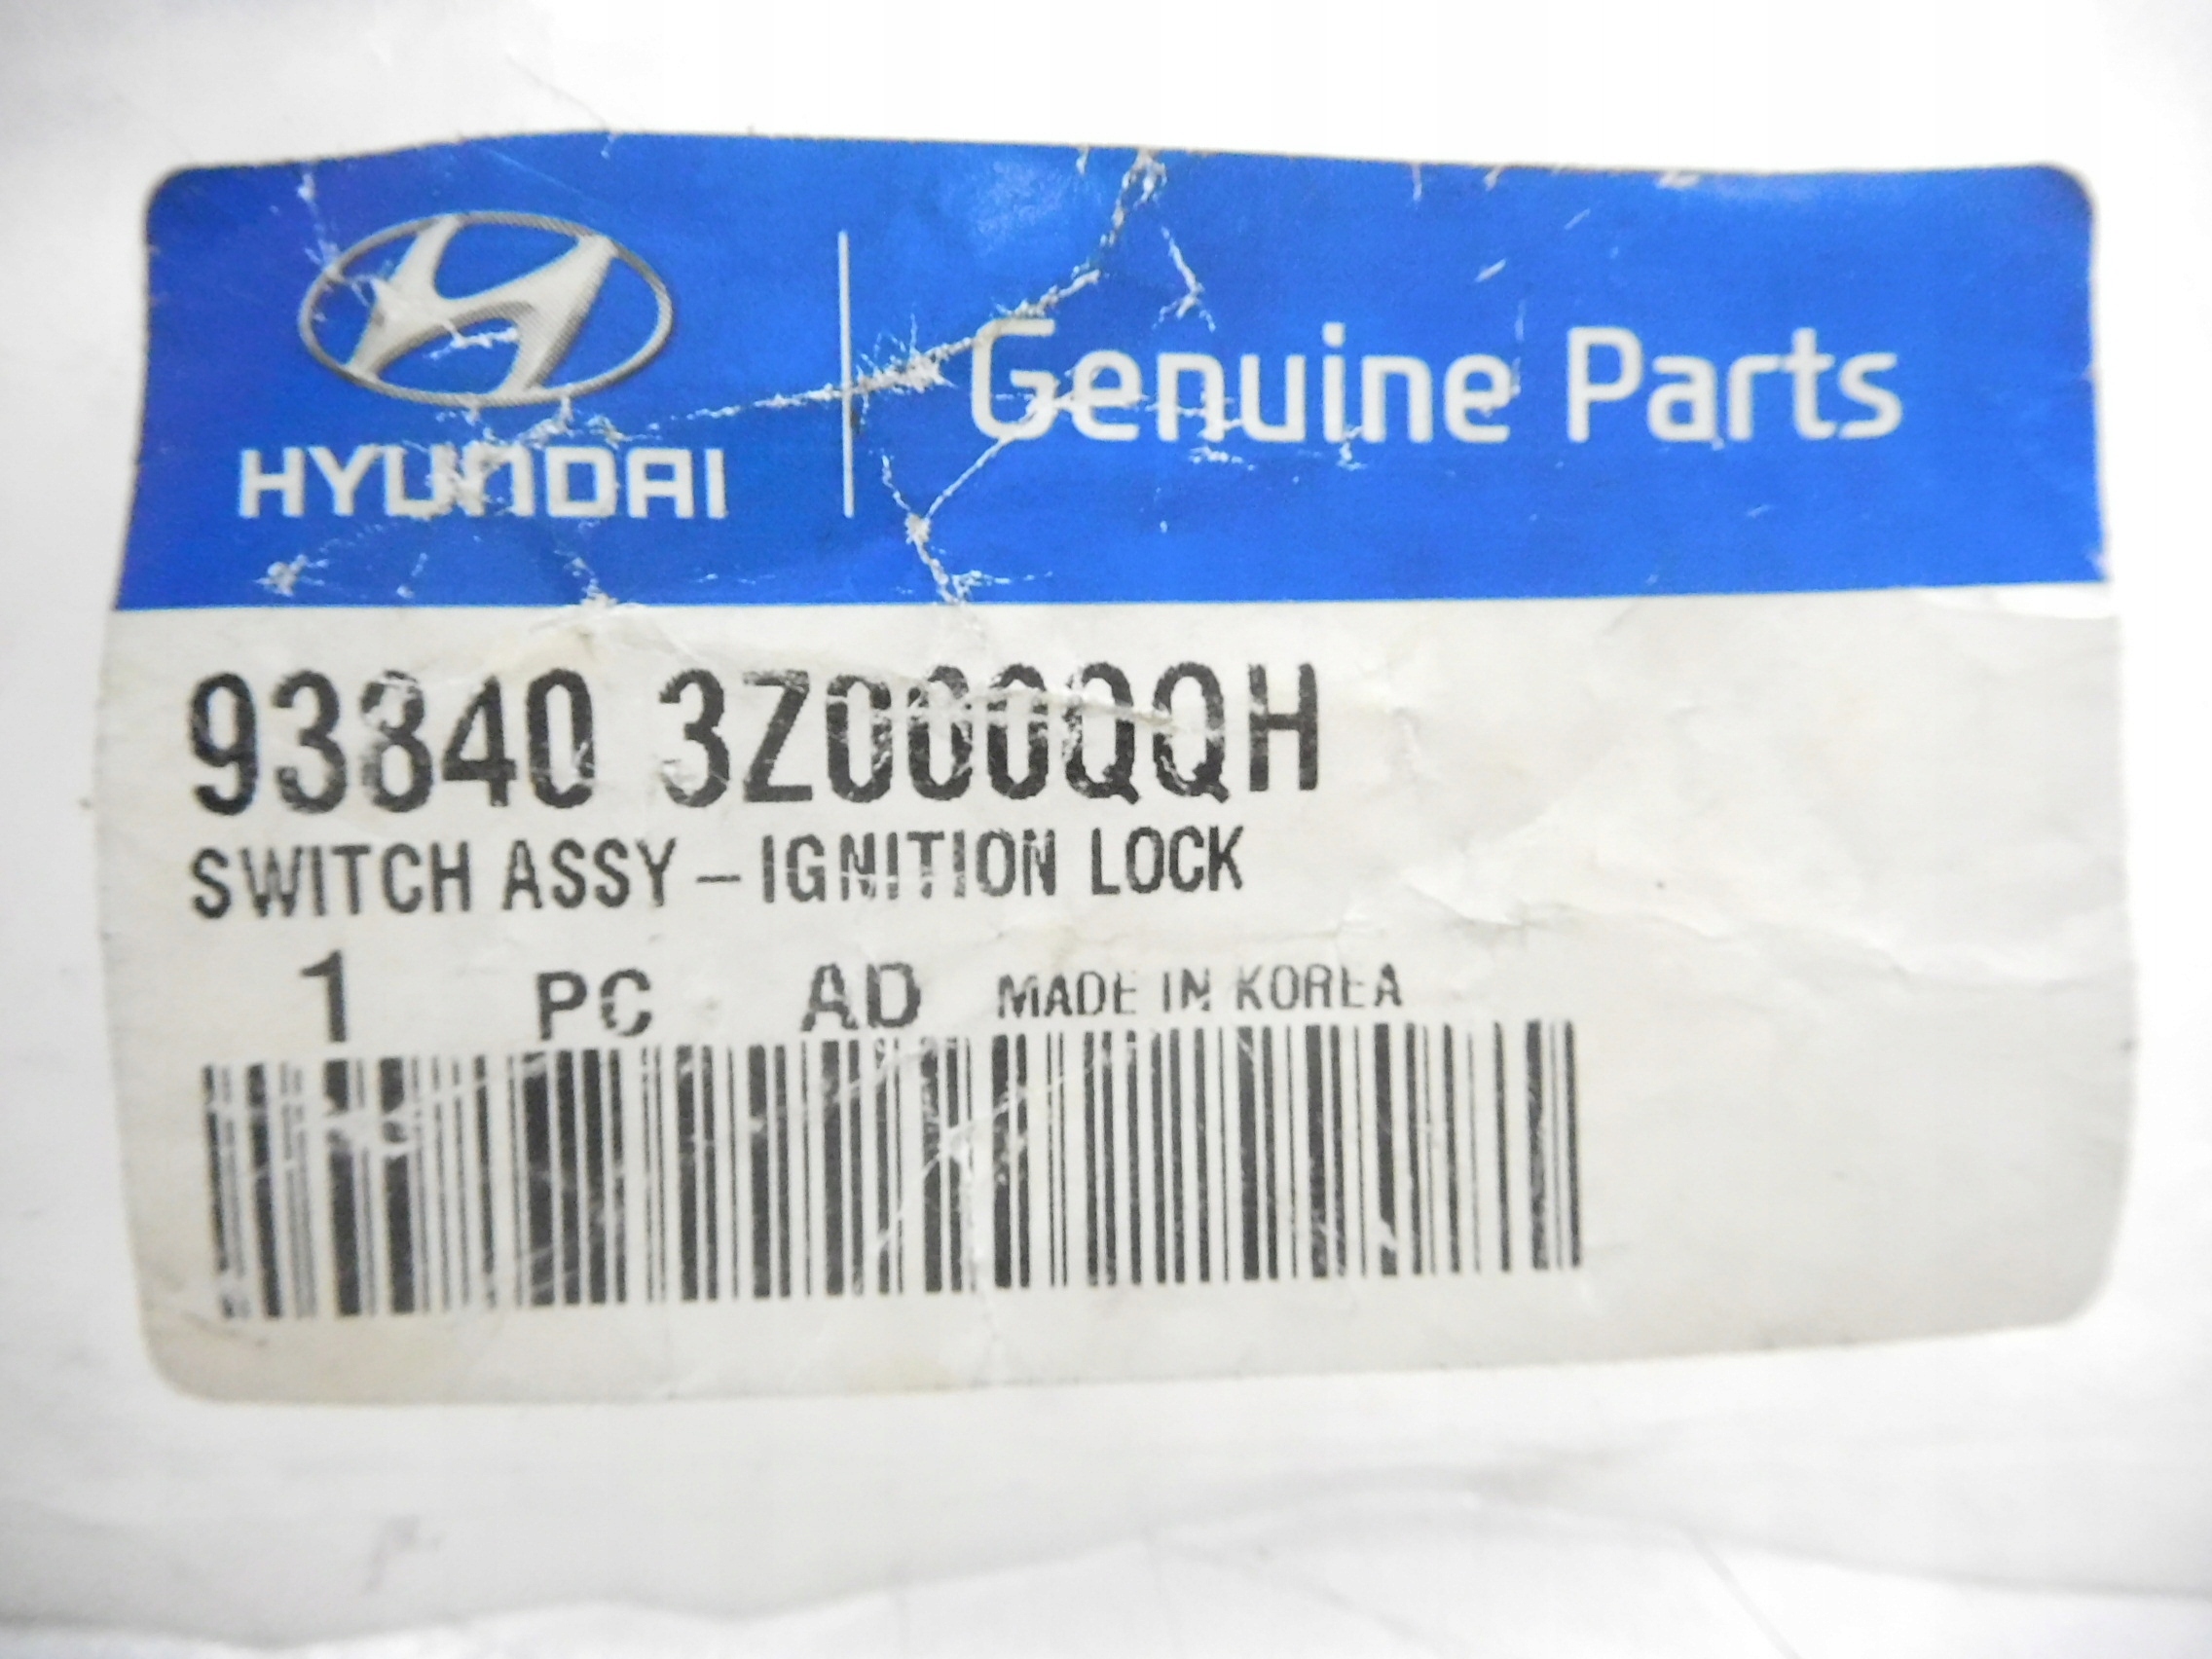 HYUNDAI
Genuine Parts
93840 3Z000QQH
SWITCH ASSY - IGNITION LOCK
1 PC AD MADE IN KOREA